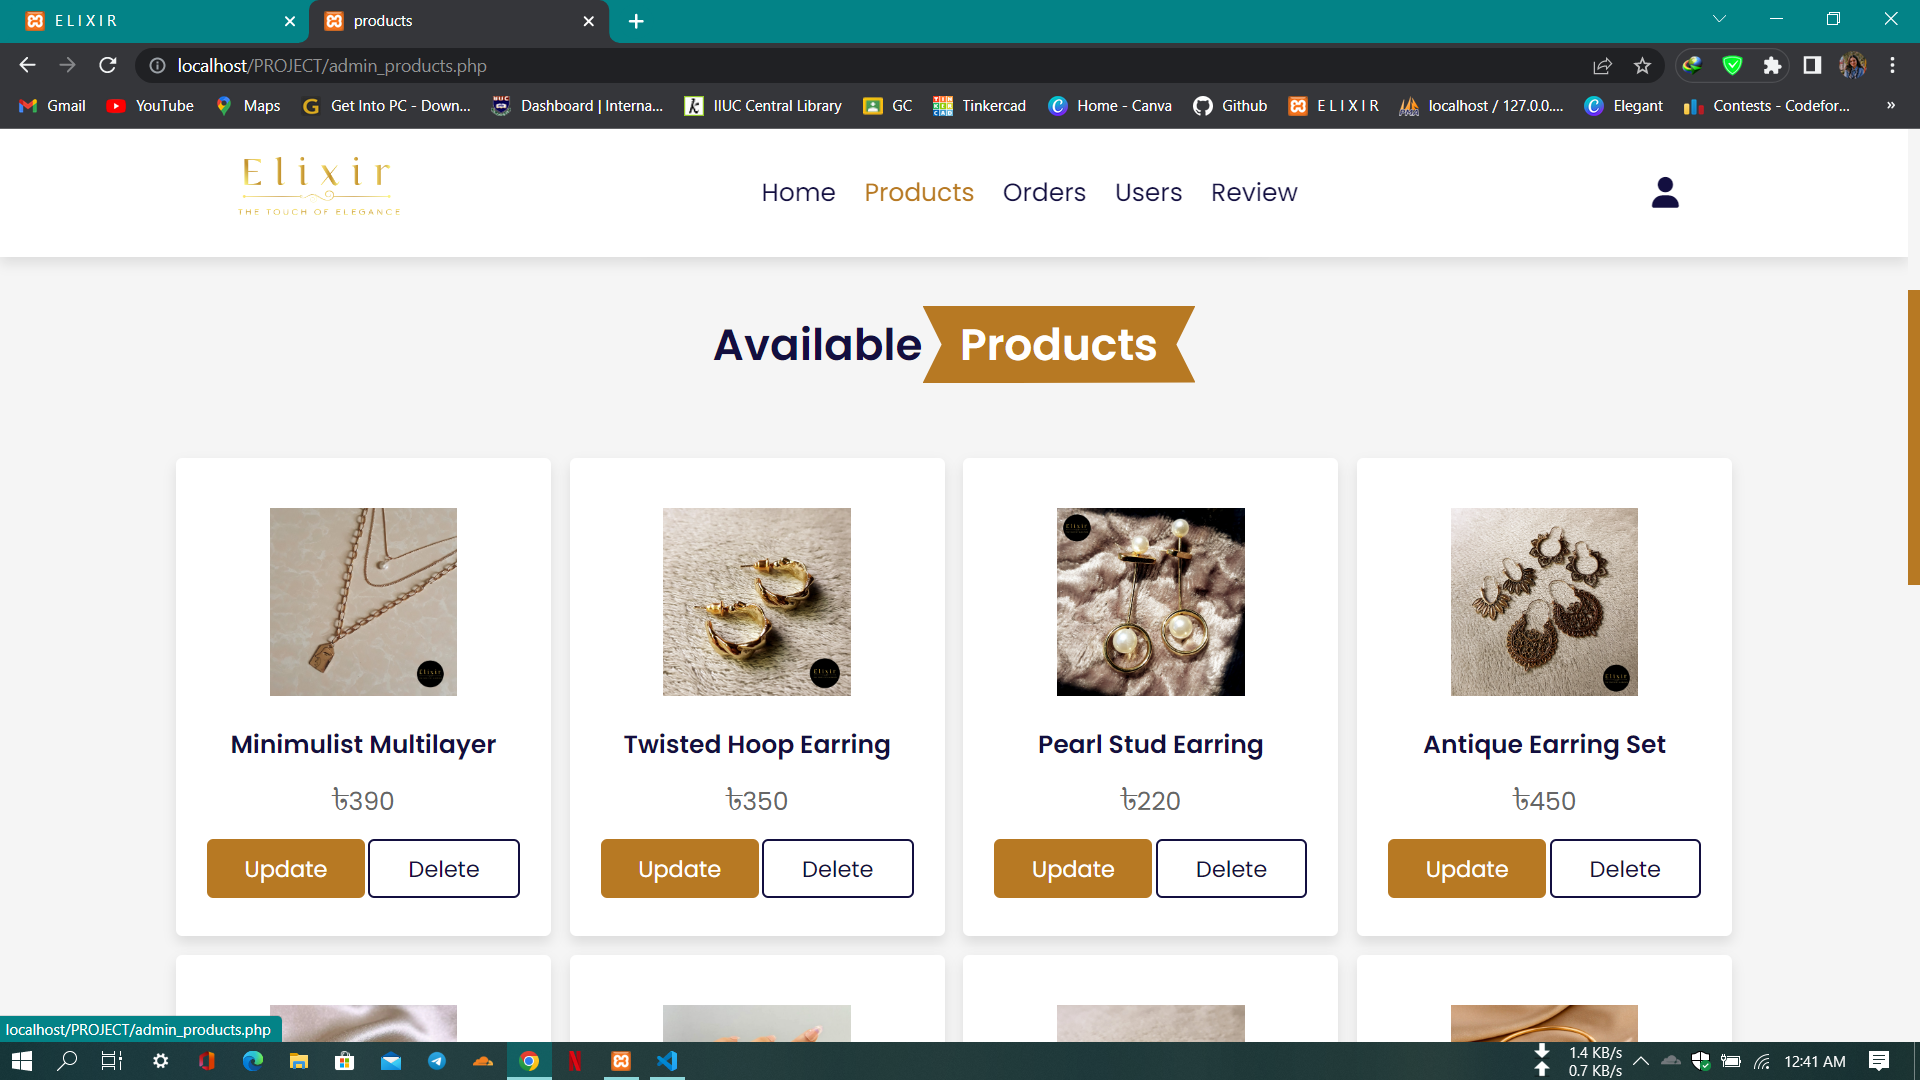 E L I X I R
products
localhost/PROJECT/admin_products.php
Gmail
YouTube
Maps
Get Into PC - Down...
Dashboard | Interna...
IIUC Central Library
GC
Tinkercad
Home - Canva
Github
E L I X I R
localhost / 127.0.0....
Elegant
Contests - Codefor...
»
Elixir
THE TOUCH OF ELEGANCE
Home
Products
Orders
Users
Review
Available Products
Minimulist Multilayer
Twisted Hoop Earring
Pearl Stud Earring
Antique Earring Set
৳390
৳350
৳220
৳450
Update
Delete
Update
Delete
Update
Delete
Update
Delete
localhost/PROJECT/admin_products.php
1.4 KB/s
0.7 KB/s
12:41 AM